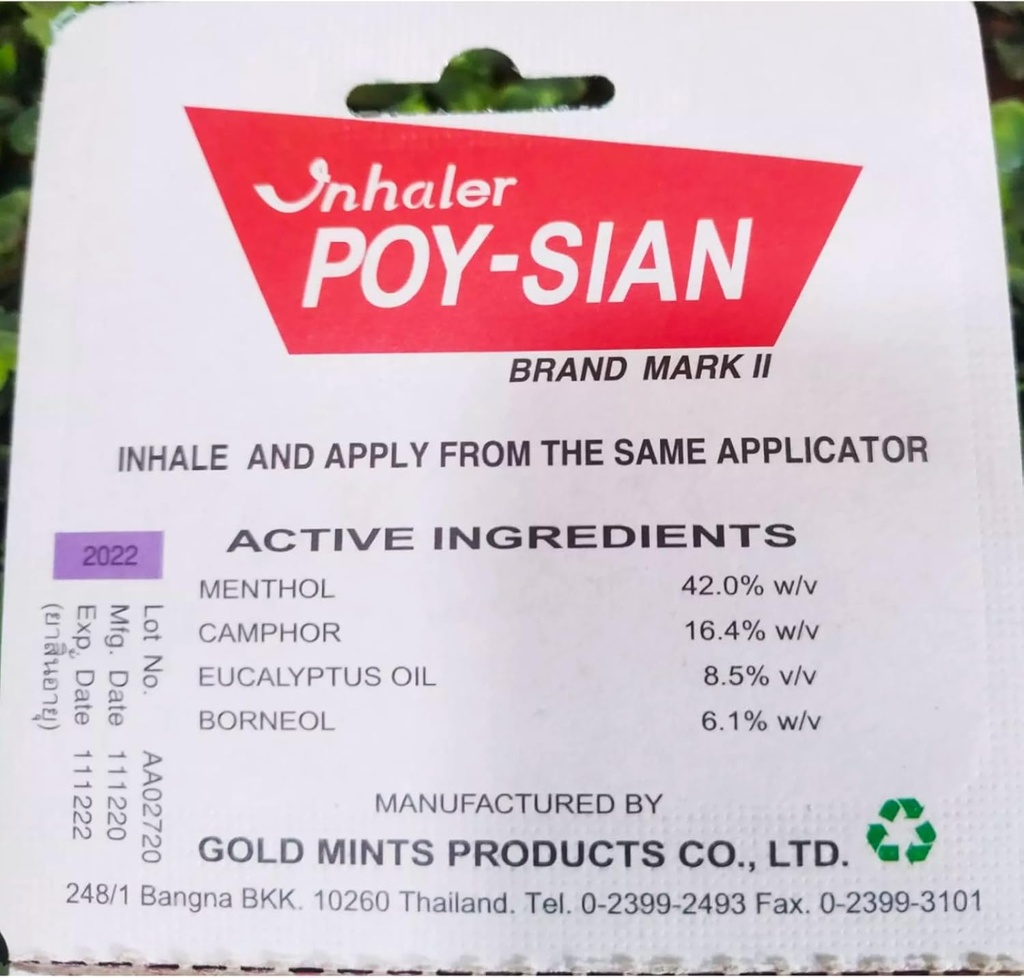 Inhaler
POY-SIAN
BRAND MARK II
INHALE AND APPLY FROM THE SAME APPLICATOR
ACTIVE INGREDIENTS
MENTHOL 42.0% w/v
CAMPHOR 16.4% w/v
EUCALYPTUS OIL 8.5% v/v
BORNEOL 6.1% w/v
2022
Lot No. AA02720
Mfg. Date 111220
Exp. Date 111222
(ยาสิ้นอายุ)
MANUFACTURED BY
GOLD MINTS PRODUCTS CO., LTD.
248/1 Bangna BKK. 10260 Thailand. Tel. 0-2399-2493 Fax. 0-2399-3101